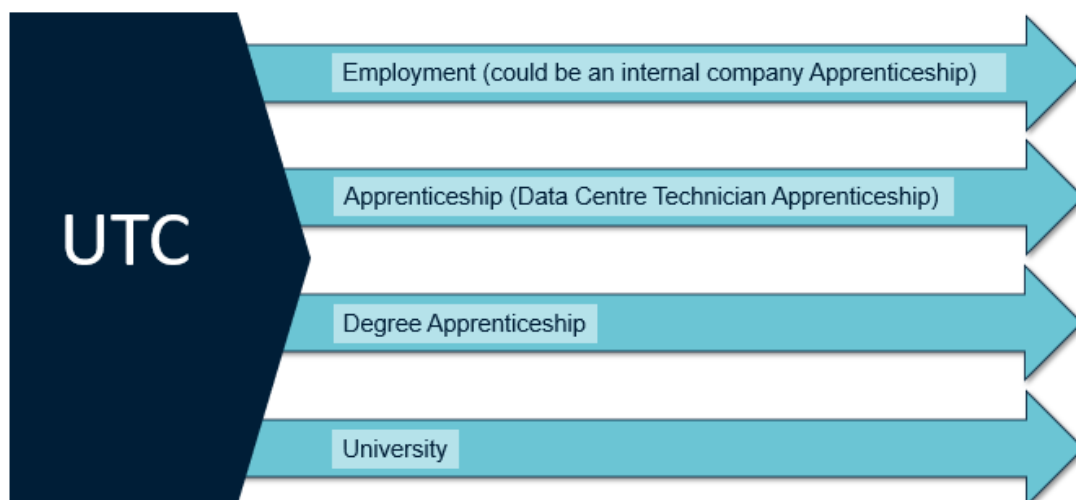 UTC
Employment (could be an internal company Apprenticeship)
Apprenticeship (Data Centre Technician Apprenticeship)
Degree Apprenticeship
University